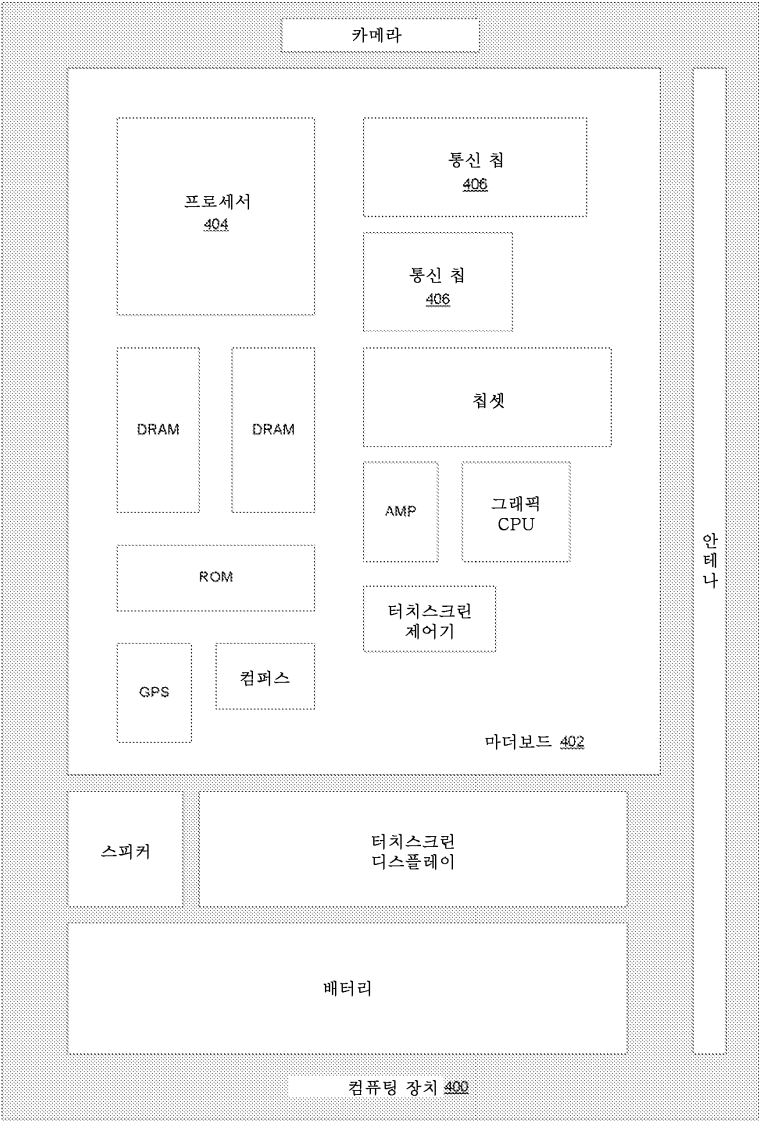 카메라
프로세서
404
통신 칩
406
통신 칩
406
DRAM
DRAM
칩셋
AMP
그래픽
CPU
ROM
터치스크린
제어기
GPS
컴퍼스
마더보드 402
안
테
나
스피커
터치스크린
디스플레이
배터리
컴퓨팅 장치 400